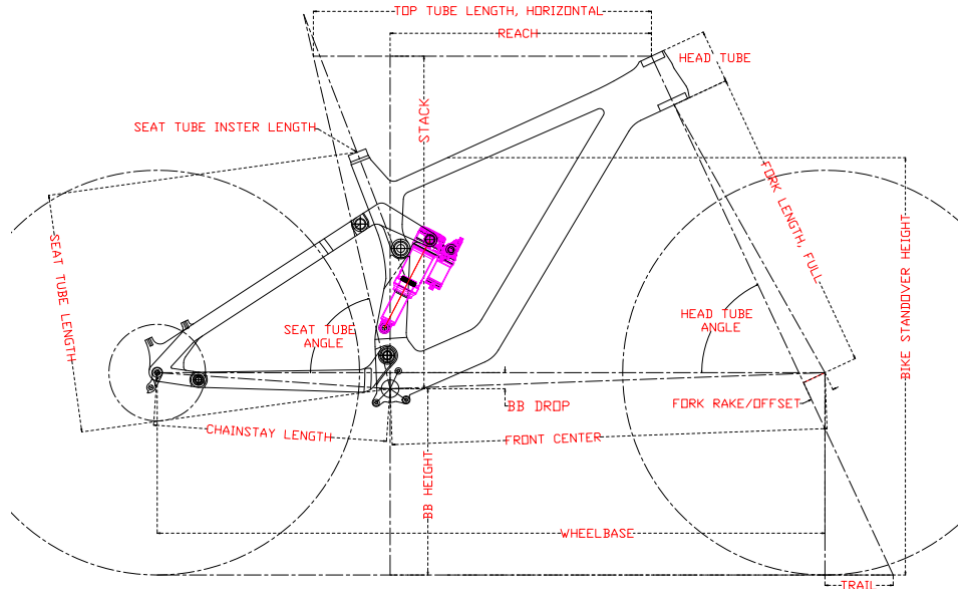 TOP TUBE LENGTH, HORIZONTAL
REACH
HEAD TUBE
STACK
SEAT TUBE INSTER LENGTH
FORK LENGTH, FULL
BIKE STANDOVER HEIGHT
SEAT TUBE LENGTH
SEAT TUBE
ANGLE
HEAD TUBE
ANGLE
BB DROP
FORK RAKE/OFFSET
CHAINSTAY LENGTH
FRONT CENTER
BB HEIGHT
WHEELBASE
TRAIL